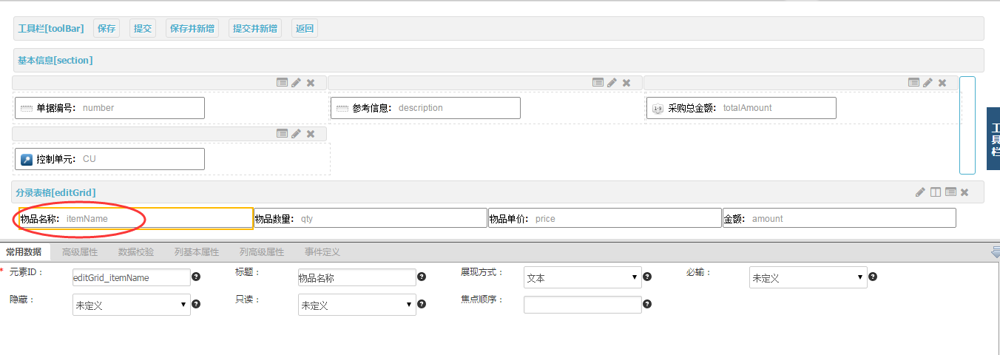 工具栏[toolBar] 保存 提交 保存并新增 提交并新增 返回
基本信息[section]
单据编号： number 参考信息： description 1-9 采购总金额： totalAmount
控制单元： CU
工具栏
分录表格[editGrid]
物品名称： itemName 物品数量： qty 物品单价： price 金额： amount
常用数据 高级属性 数据校验 列基本属性 列高级属性 事件定义
* 元素ID： editGrid_itemName 标题： 物品名称 展现方式： 文本 必输： 未定义
隐藏： 未定义 只读： 未定义 焦点顺序：